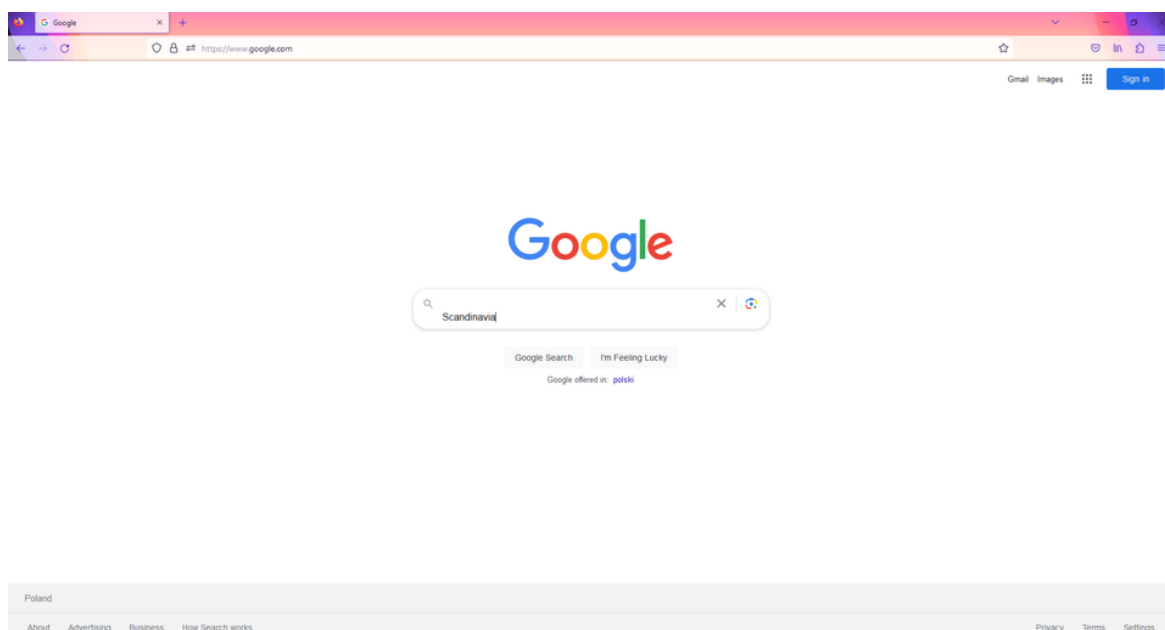 Google
https://www.google.com
Gmail Images Sign in
Google
Scandinavia
Google Search I'm Feeling Lucky
Google offered in: polski
Poland
About Advertising Business How Search works Privacy Terms Settings